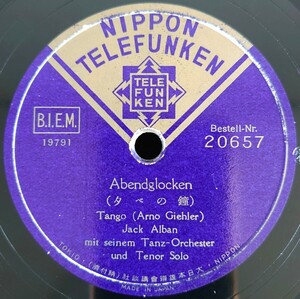 NIPPON
TELEFUNKEN
TELE
FUN
KEN
B.I.E.M.
19791
Bestell-Nr.
20657
Abendglocken
(夕べの鐘)
Tango (Arno Giehler)
Jack Alban
mit seinem Tanz-Orchester
und Tenor Solo
MADE IN JAPAN